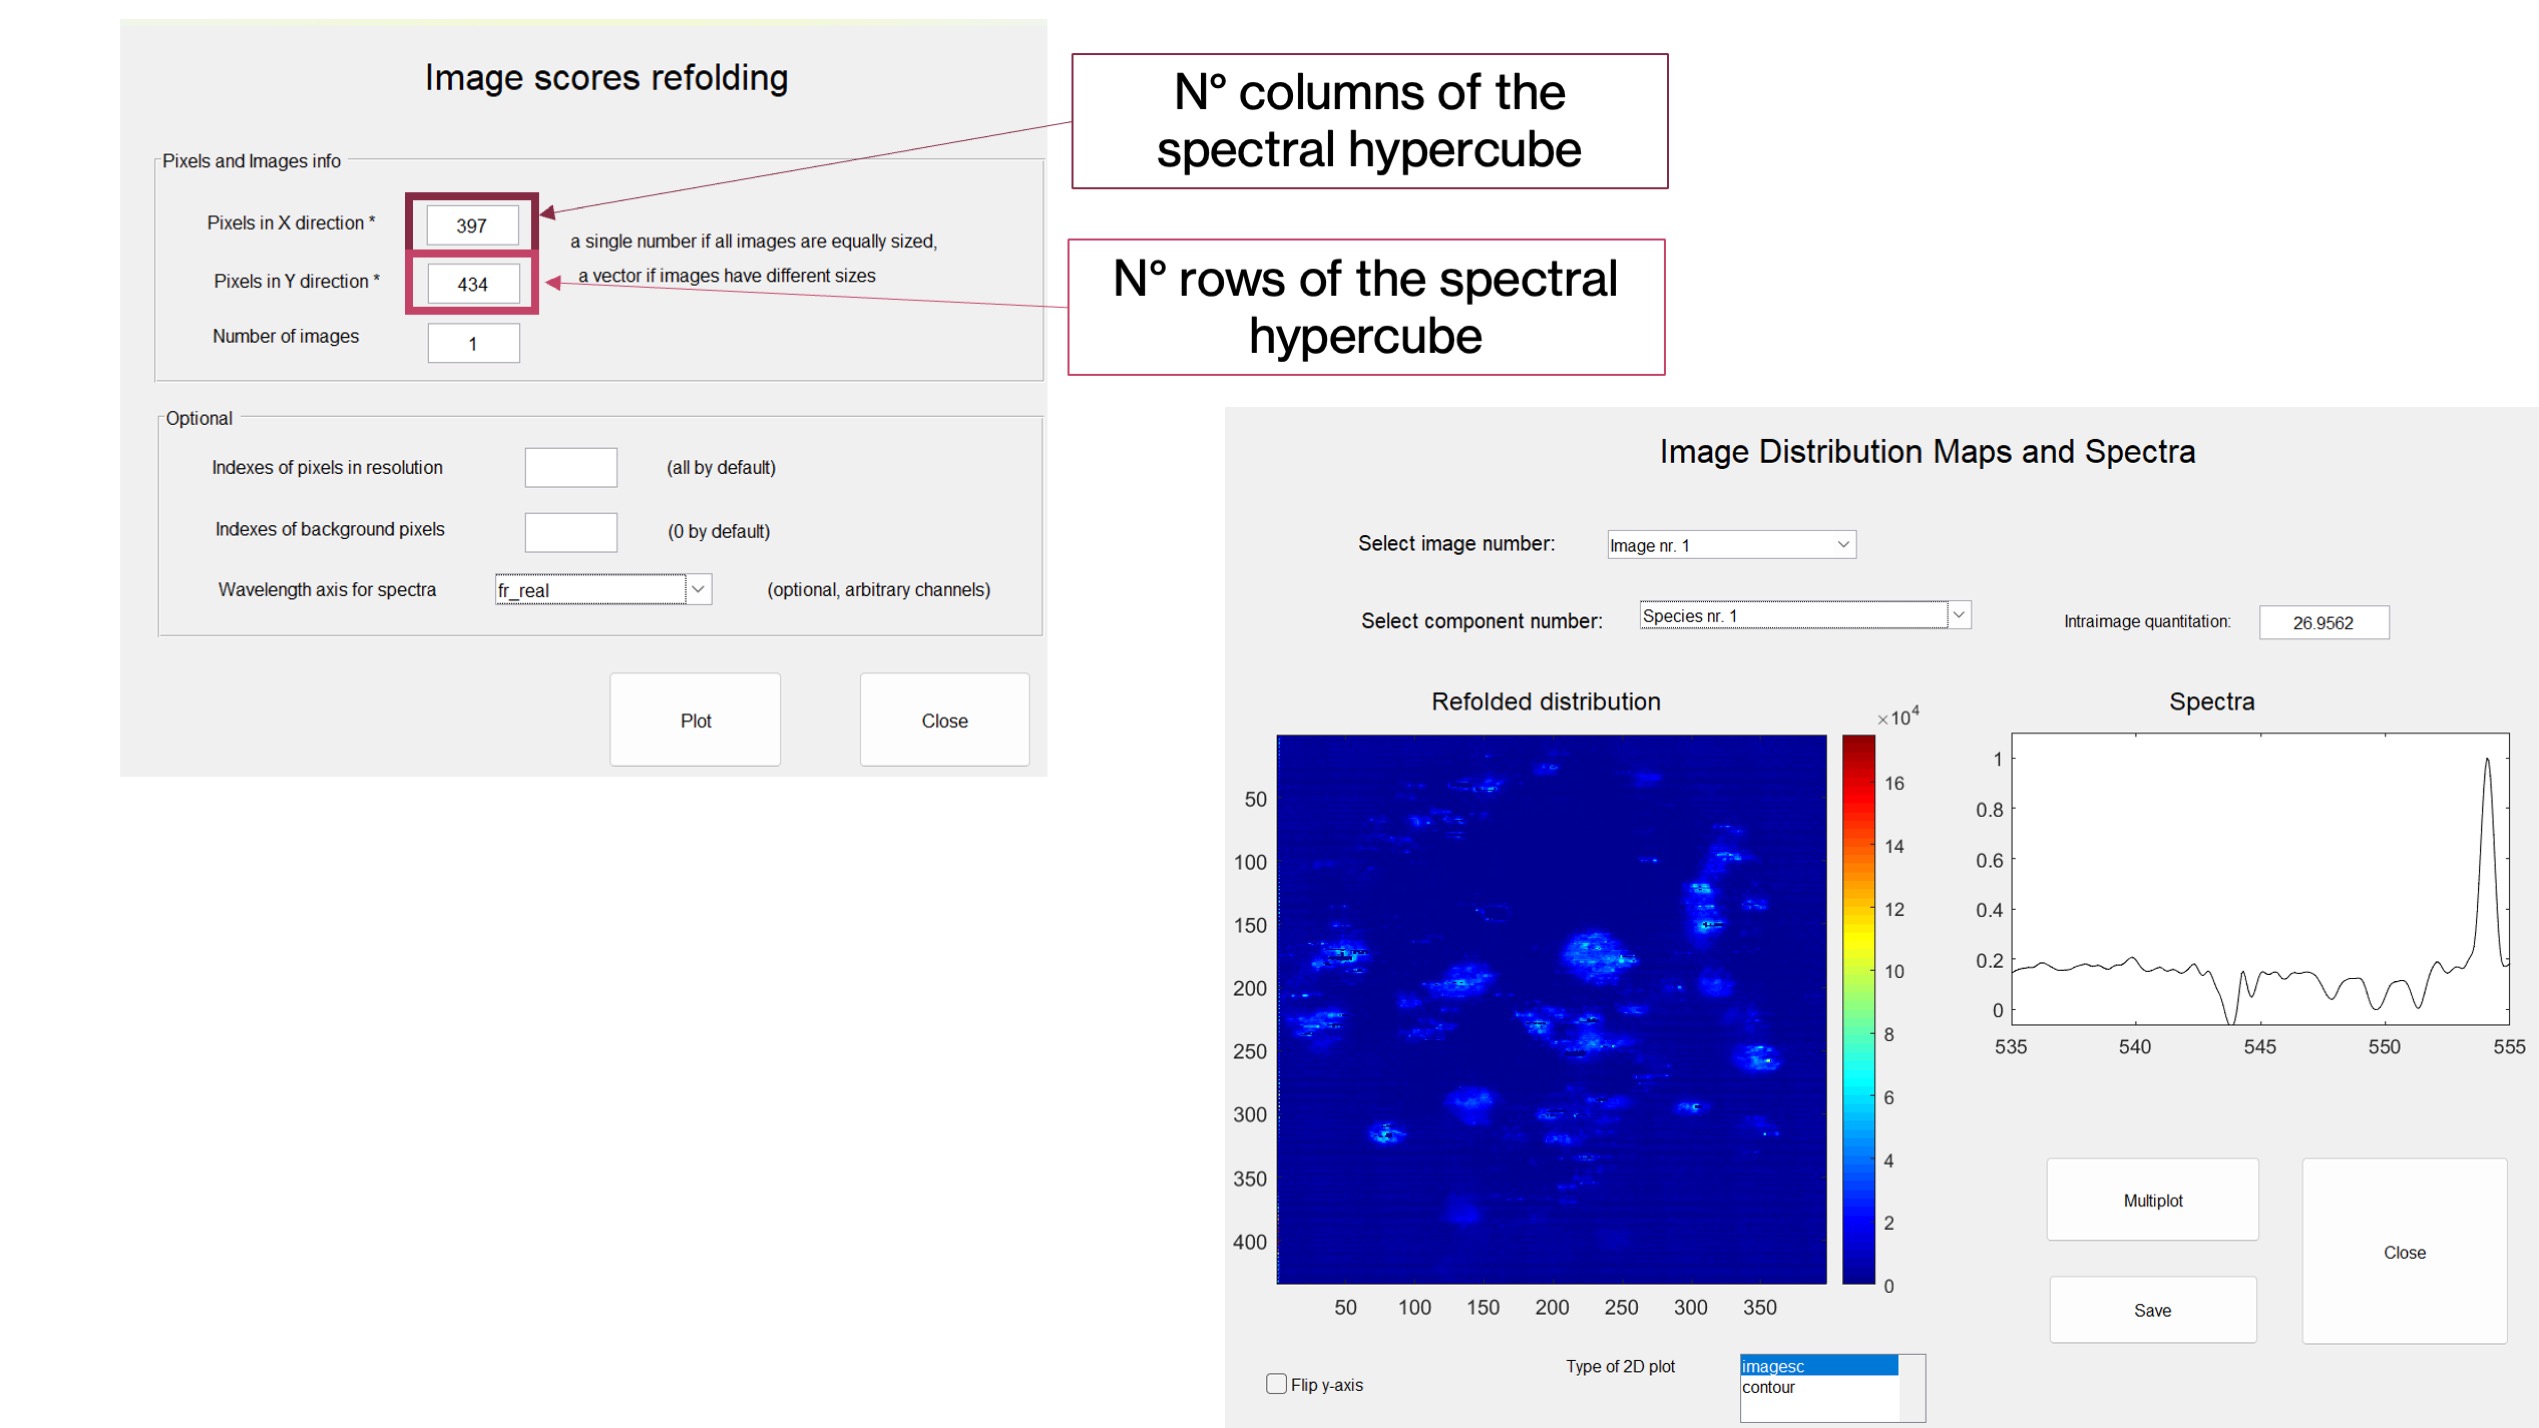 Image scores refolding
Pixels and Images info
Pixels in X direction *
397
Pixels in Y direction *
434
a single number if all images are equally sized,
a vector if images have different sizes
Number of images
1
Optional
Indexes of pixels in resolution
(all by default)
Indexes of background pixels
(0 by default)
Wavelength axis for spectra
fr_real
(optional, arbitrary channels)
Plot
Close
N° columns of the
spectral hypercube
N° rows of the spectral
hypercube
Image Distribution Maps and Spectra
Select image number:
Image nr. 1
Select component number:
Species nr. 1
Intraimage quantitation:
26.9562
Refolded distribution
50
100
150
200
250
300
350
400
50 100 150 200 250 300 350
×10⁴
16
14
12
10
8
6
4
2
0
Spectra
1
0.8
0.6
0.4
0.2
0
535 540 545 550 555
Multiplot
Save
Close
Flip y-axis
Type of 2D plot
imagesc
contour